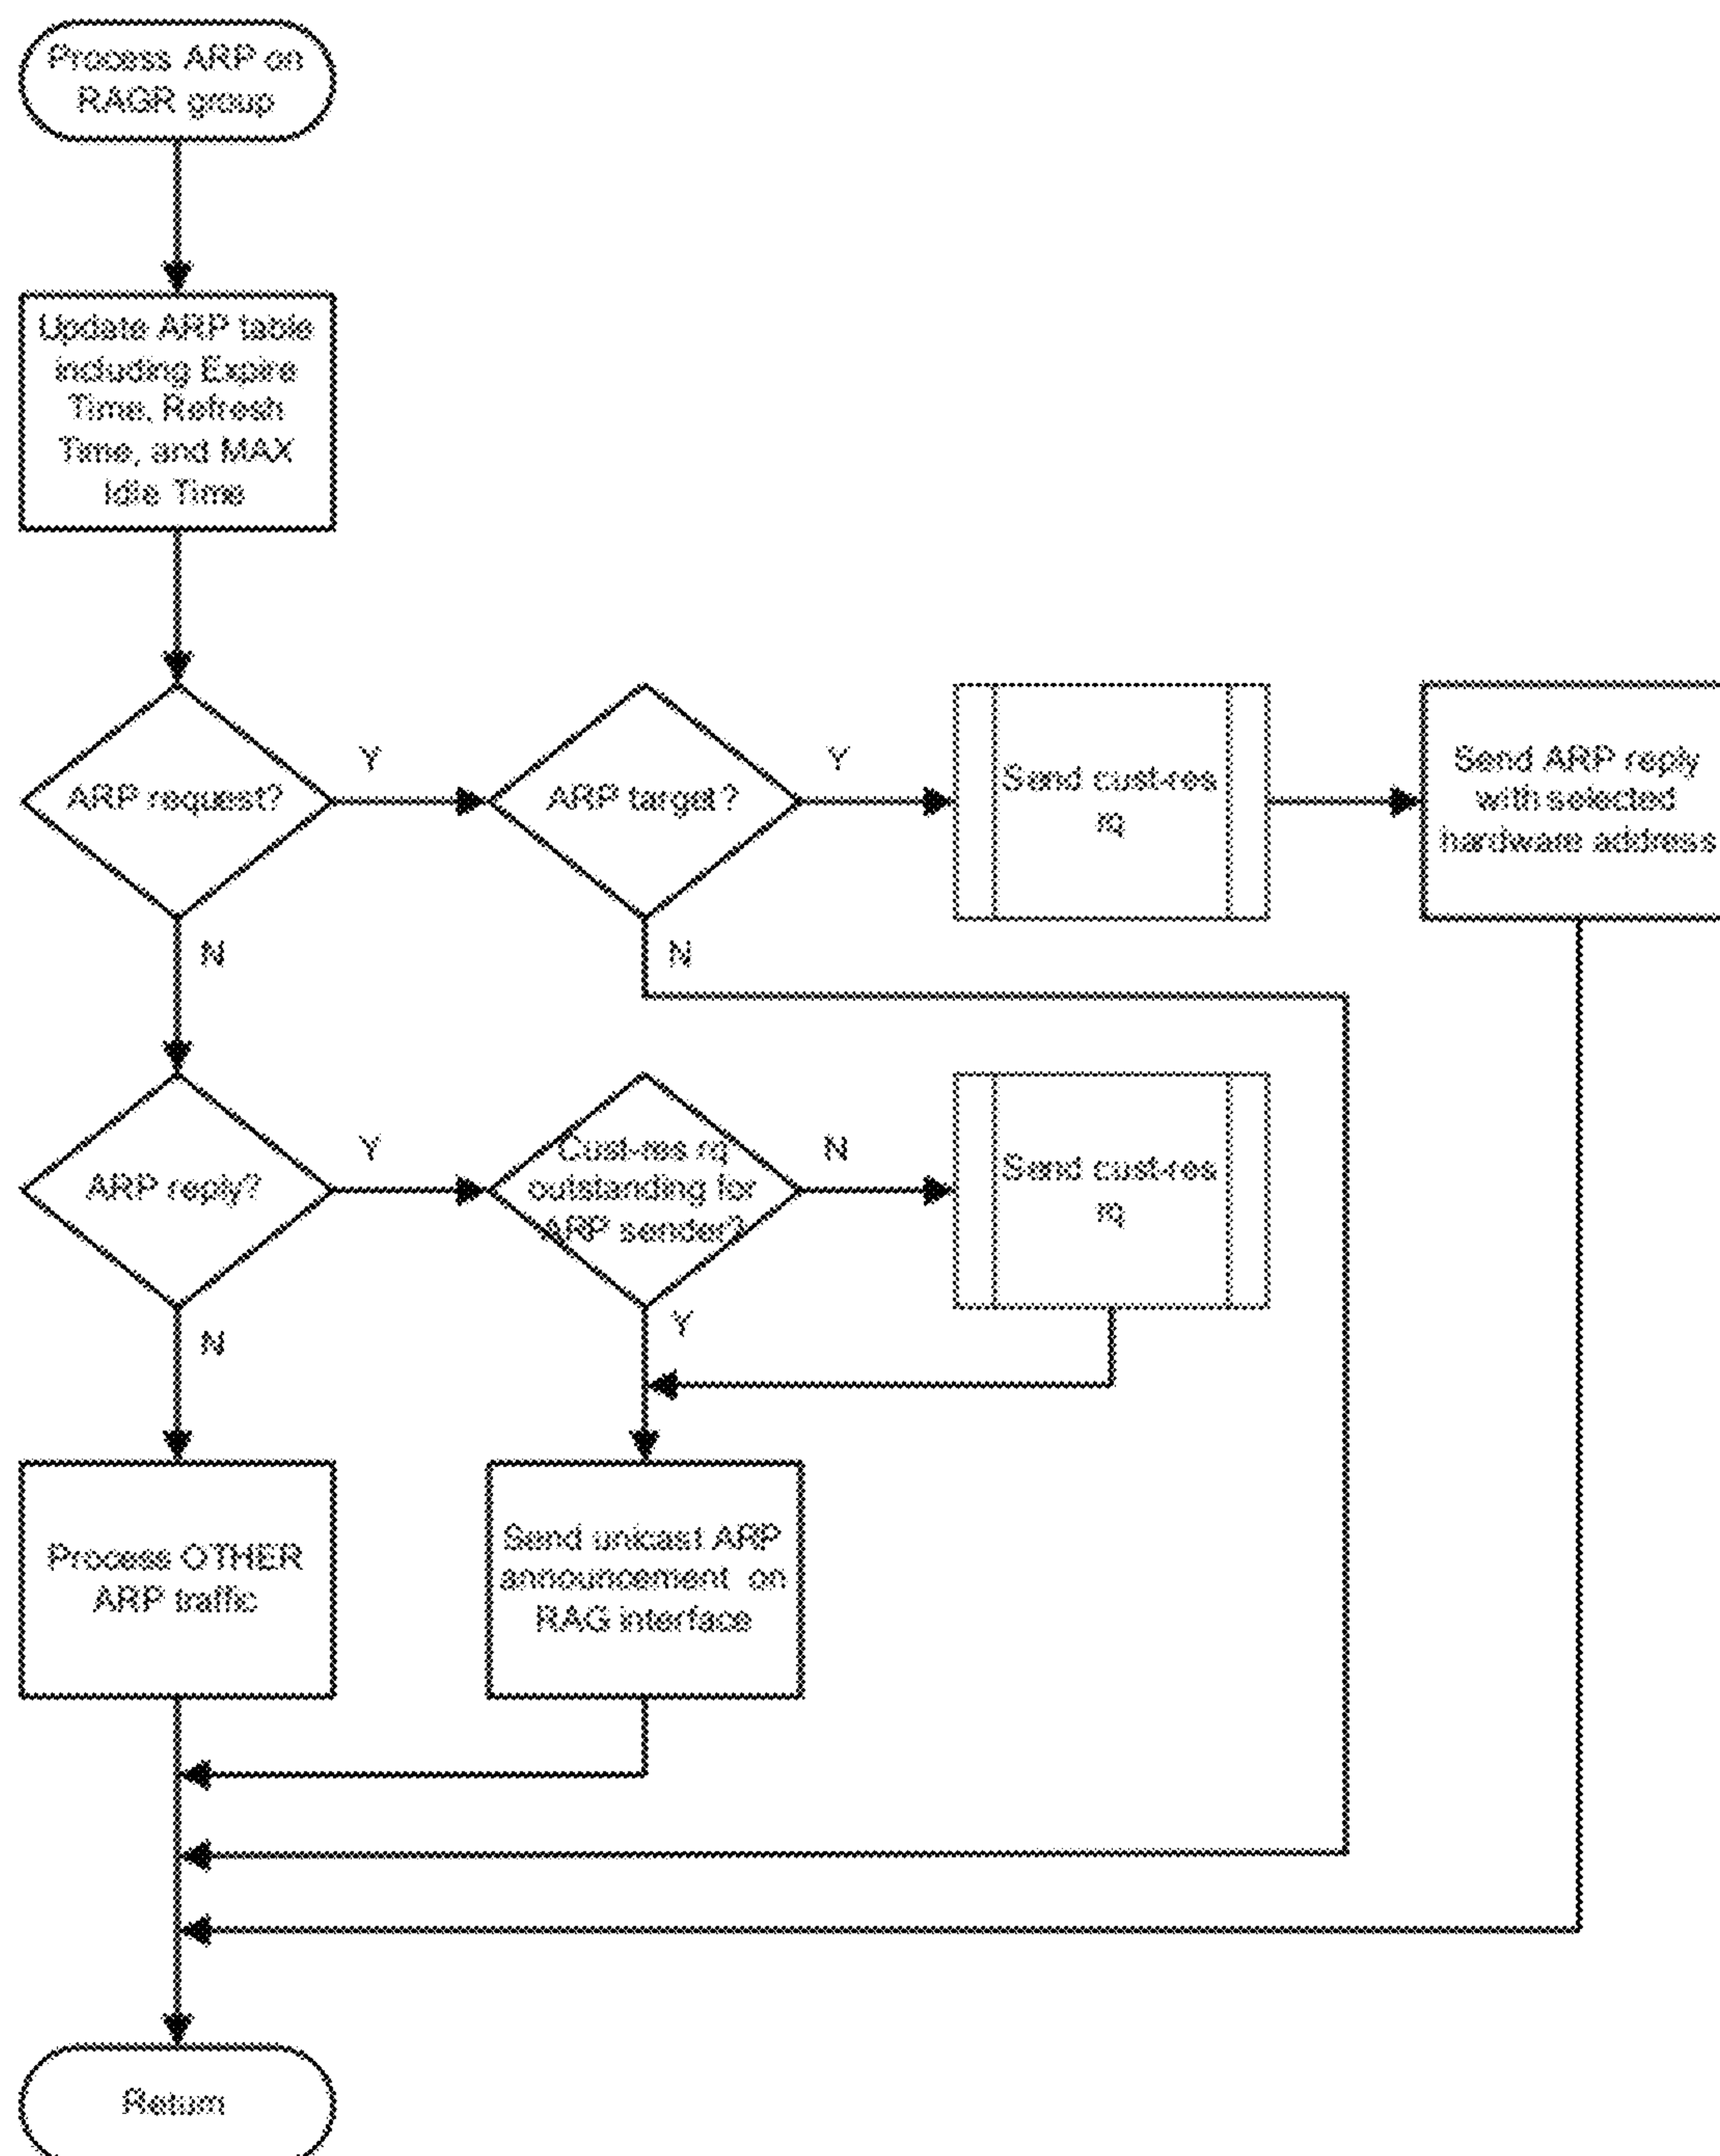 Process ARP on
RAGR group
Update ARP table
including Expire
Time, Refresh
Time, and MAX
Idle Time
ARP request?
Y
ARP target?
Y
Send cust-res
rq
Send ARP reply
with selected
hardware address
N
N
ARP reply?
Y
Cust-res rq
outstanding for
ARP sender?
N
Send cust-res
rq
N
Y
Process OTHER
ARP traffic
Send unicast ARP
announcement on
RAG interface
Return